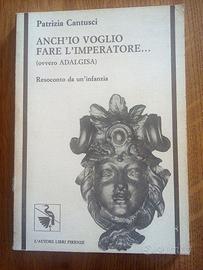 Patrizia Cantusci
ANCH'IO VOGLIO
FARE L'IMPERATORE...
(ovvero ADALGISA)
Resoconto da un'infanzia
L'AUTORE LIBRI FIRENZE